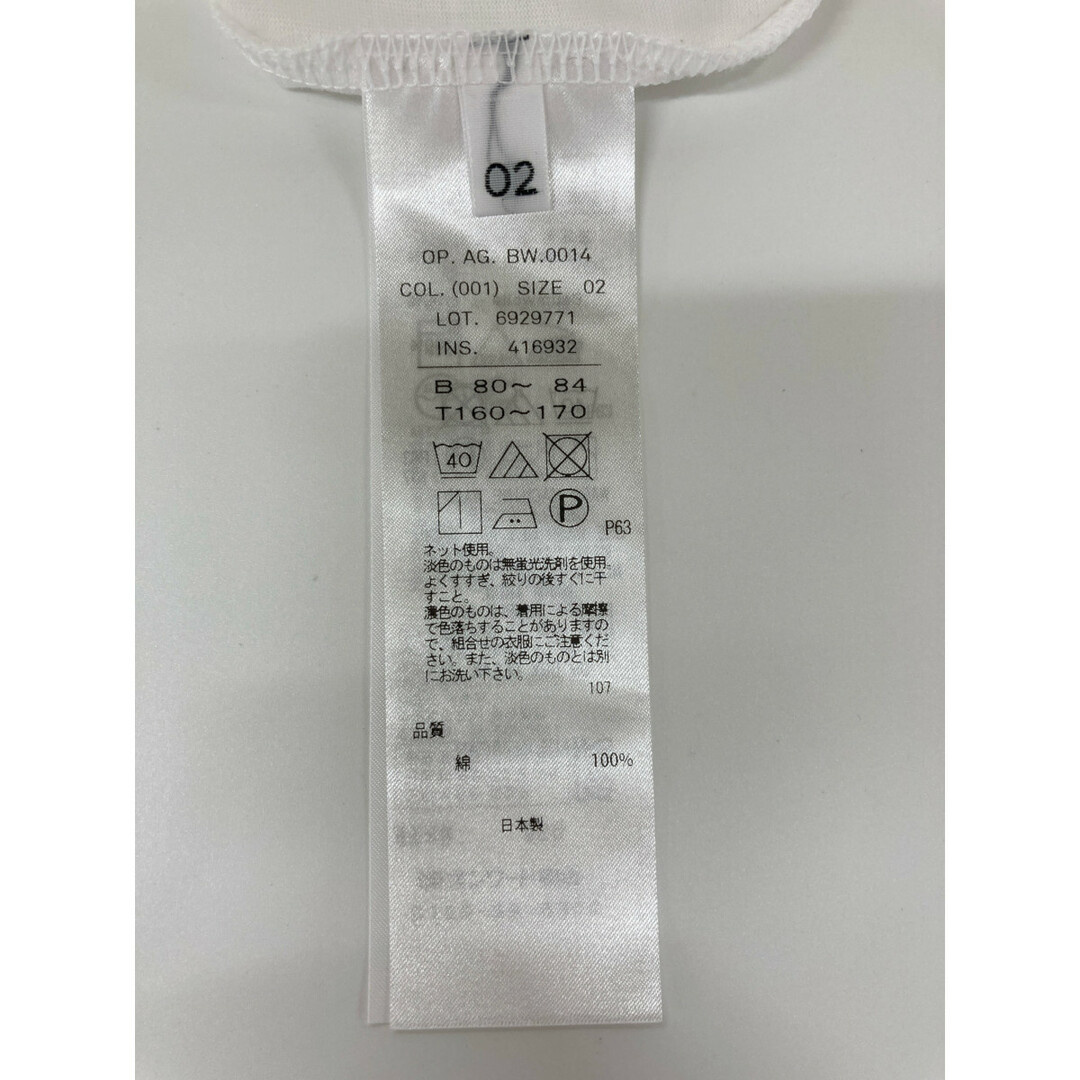 02
OP. AG. BW.0014
COL. (001) SIZE 02
LOT. 6929771
INS. 416932
B 80～ 84
T160～170
40
P
P63
ネット使用。
淡色のものは無蛍光洗剤を使用。
よくすすぎ、絞りの後すぐに干
すこと。
濃色のものは、着用による摩擦
で色落ちすることがありますの
で、組合せの衣服にご注意くだ
さい。また、淡色のものとは別
にお洗い下さい。
107
品質
綿 100%
日本製